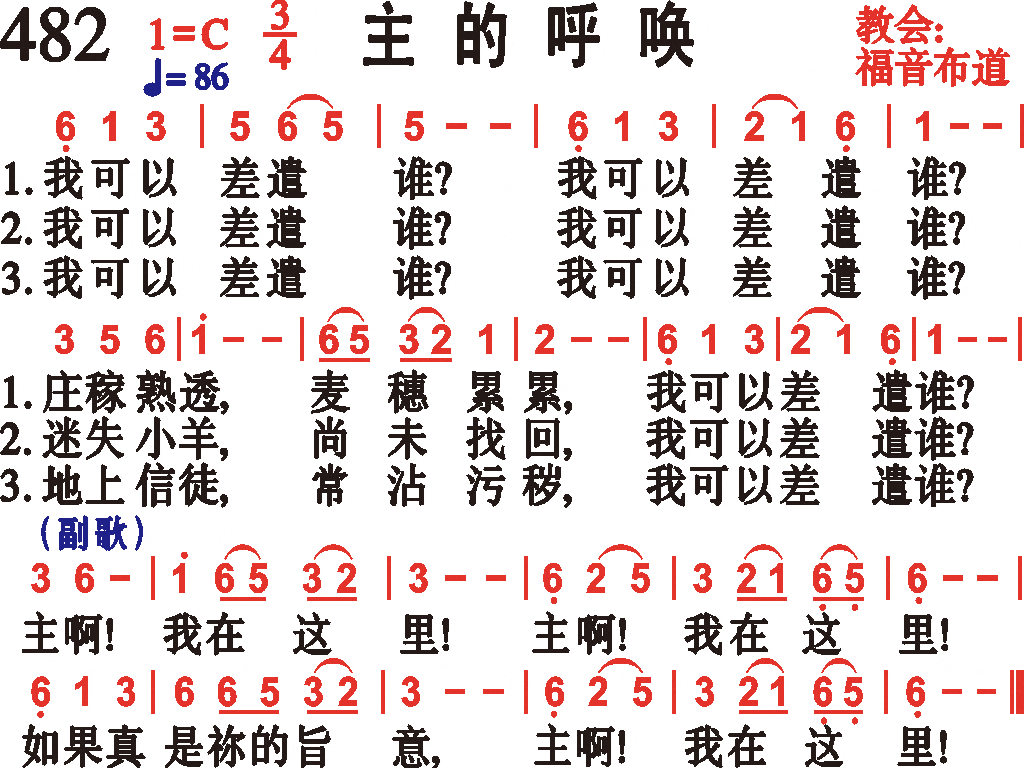 482 1=C 3/4 主的呼唤 教会:
♩=86 福音布道
6̣ 1 3 | 5 6 5 | 5 - - | 6̣ 1 3 | 2 1 6̣ | 1 - - |
1.我可以 差遣 谁? 我可以 差 遣 谁?
2.我可以 差遣 谁? 我可以 差 遣 谁?
3.我可以 差遣 谁? 我可以 差 遣 谁?
3 5 6 | 1̇ - - | 6 5 3 2 1 | 2 - - | 6̣ 1 3 | 2 1 6̣ | 1 - - |
1.庄稼熟透, 麦 穗 累累, 我可以差 遣谁?
2.迷失小羊, 尚 未 找回, 我可以差 遣谁?
3.地上信徒, 常 沾 污秽, 我可以差 遣谁?
(副歌)
3 6 - | 1̇ 6 5 3 2 | 3 - - | 6̣ 2 5 | 3 2 1 6̣ 5̣ | 6̣ - - |
主啊! 我在 这 里! 主啊! 我在 这 里!
6̣ 1 3 | 6 6 5 3 2 | 3 - - | 6̣ 2 5 | 3 2 1 6̣ 5̣ | 6̣ - - ‖
如果真 是祢的旨 意, 主啊! 我在 这 里!